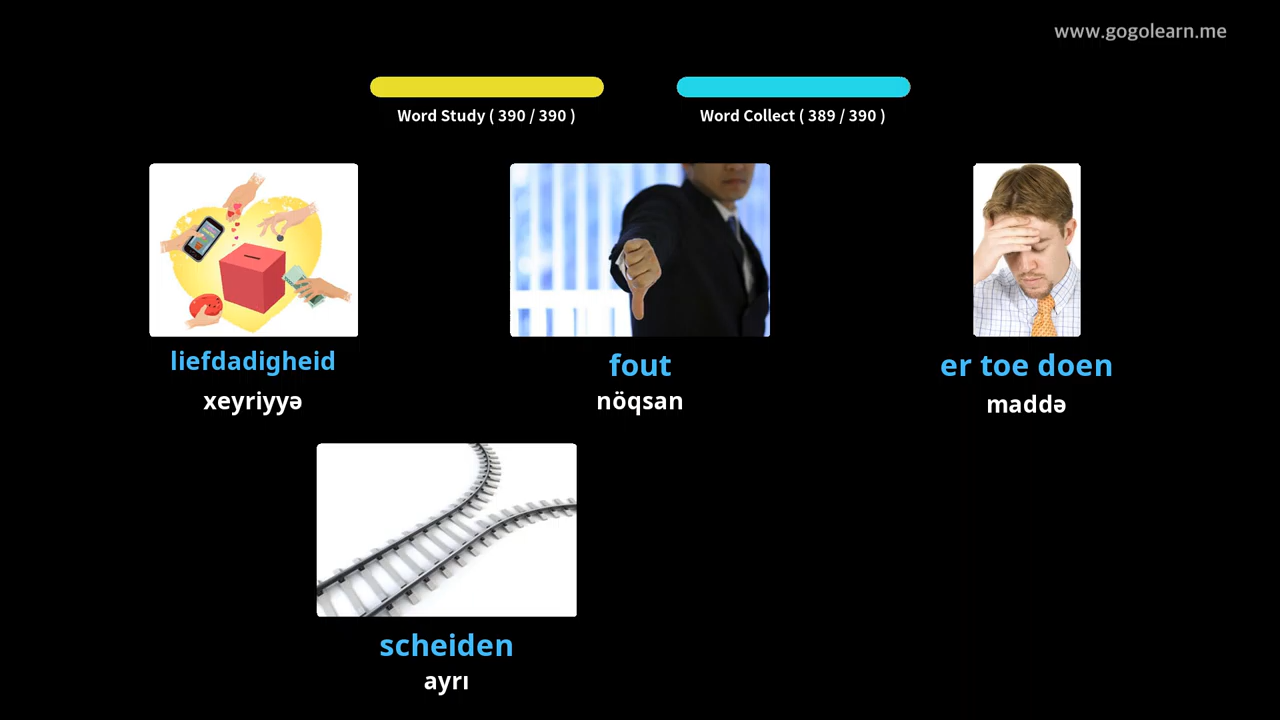 www.gogolearn.me
Word Study ( 390 / 390 )
Word Collect ( 389 / 390 )
liefdadigheid
xeyriyyə
fout
nöqsan
er toe doen
maddə
scheiden
ayrı